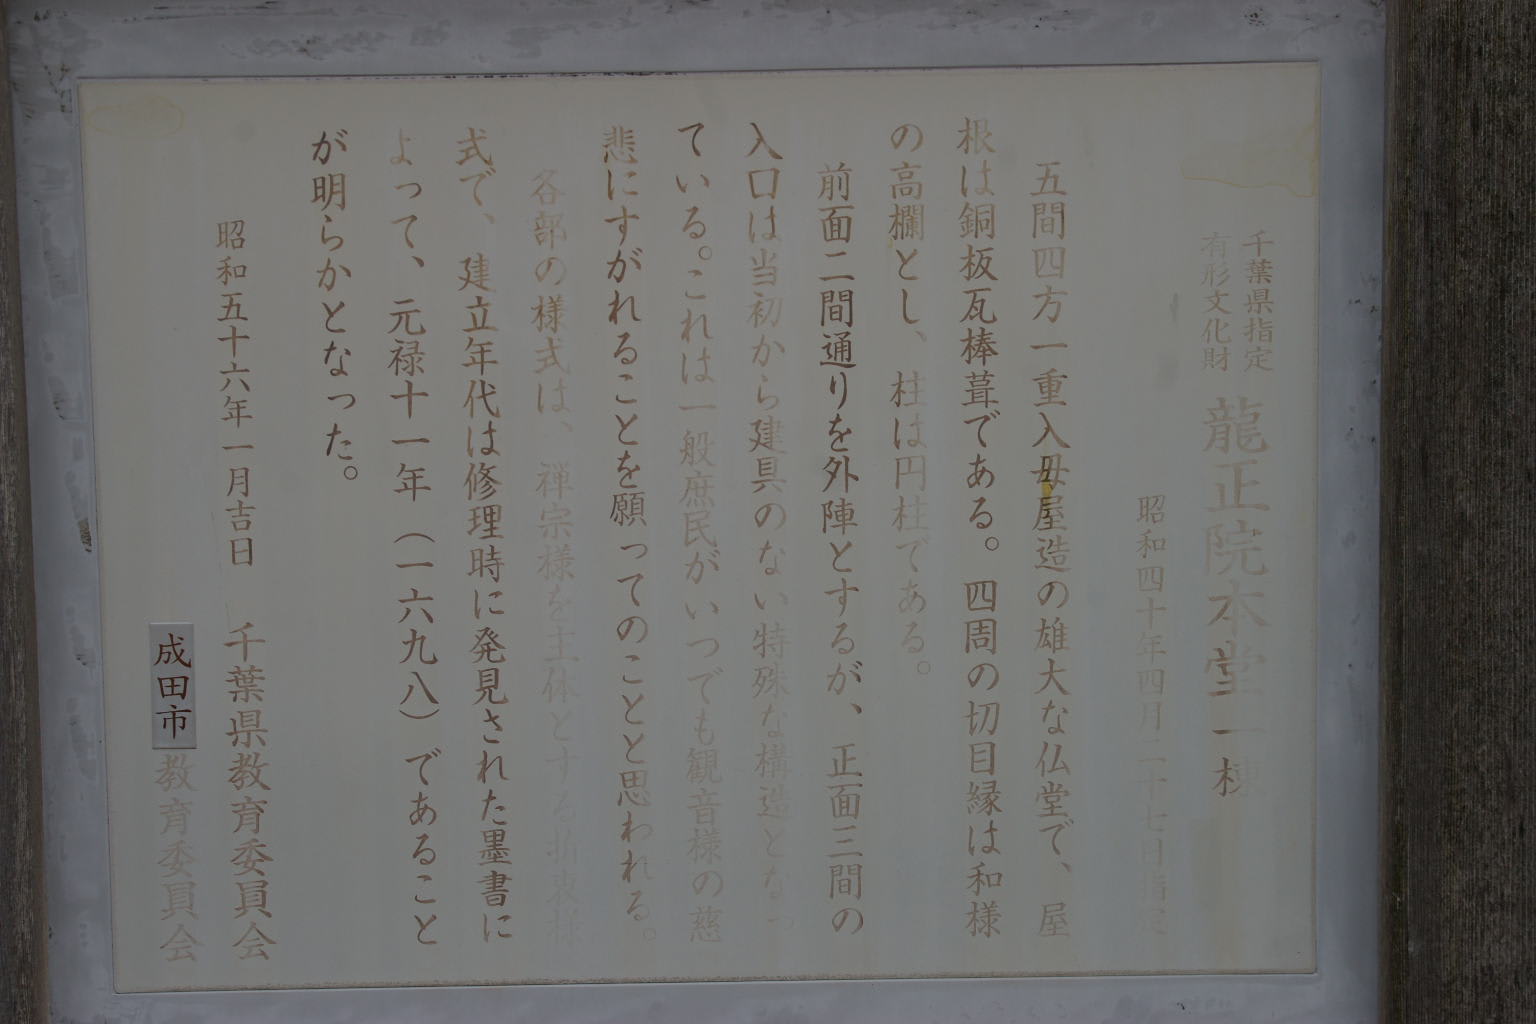 千葉県指定
有形文化財
龍正院本堂一棟
昭和四十年四月二十七日指定
五間四方一重入母屋造の雄大な仏堂で、屋
根は銅板瓦棒葺である。四周の切目縁は和様
の高欄とし、柱は円柱である。
前面二間通りを外陣とするが、正面三間の
入口は当初から建具のない特殊な構造となっ
ている。これは一般庶民がいつでも観音様の慈
悲にすがれることを願ってのことと思われる。
各部の様式は、禅宗様を主体とする折衷様
式で、建立年代は修理時に発見された墨書に
よって、元禄十一年（一六九八）であること
が明らかとなった。
昭和五十六年一月吉日
千葉県教育委員会
成田市教育委員会